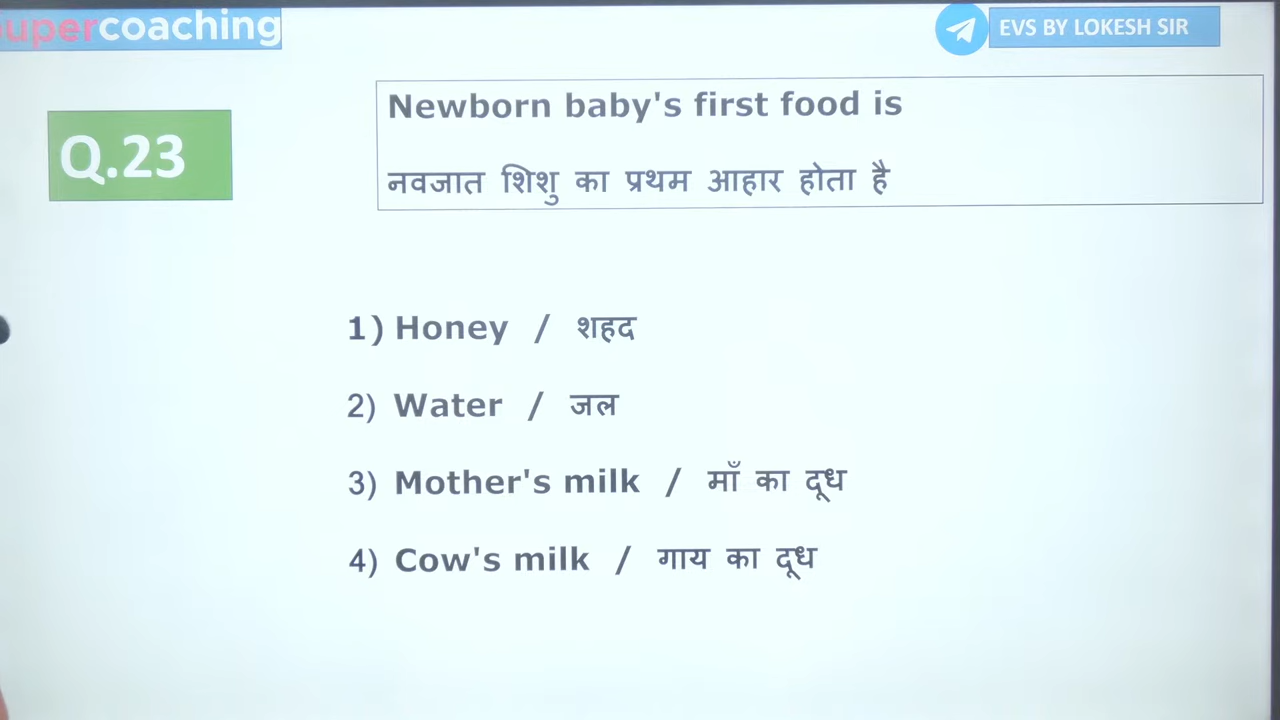 supercoaching
EVS BY LOKESH SIR
Q.23
Newborn baby's first food is
नवजात शिशु का प्रथम आहार होता है
1) Honey / शहद
2) Water / जल
3) Mother's milk / माँ का दूध
4) Cow's milk / गाय का दूध